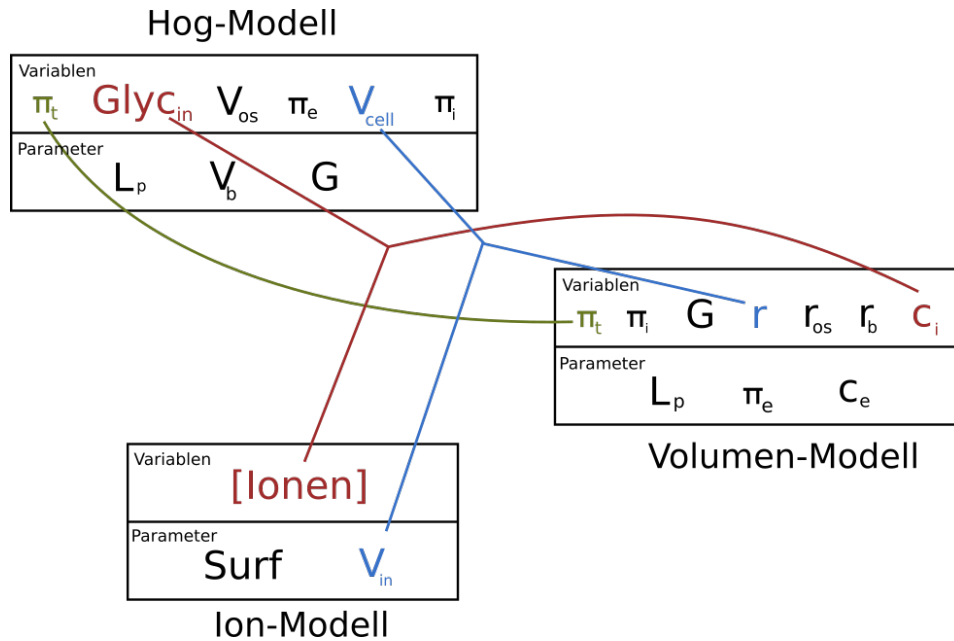 Hog-Modell
Variablen
πt Glycin Vos πe Vcell πi
Parameter
Lp Vb G
Variablen
πt πi G r ros rb ci
Parameter
Lp πe ce
Volumen-Modell
Variablen
[Ionen]
Parameter
Surf Vin
Ion-Modell